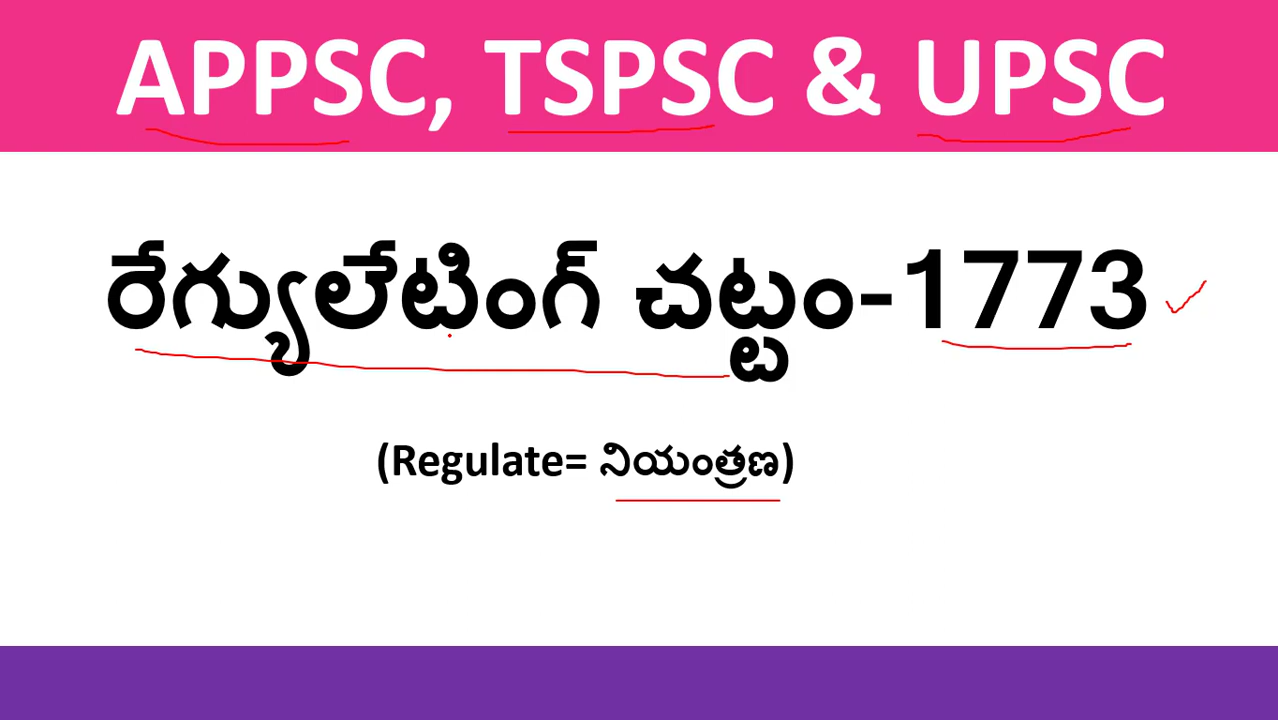 APPSC, TSPSC & UPSC
రేగ్యులేటింగ్ చట్టం-1773
(Regulate= నియంత్రణ)